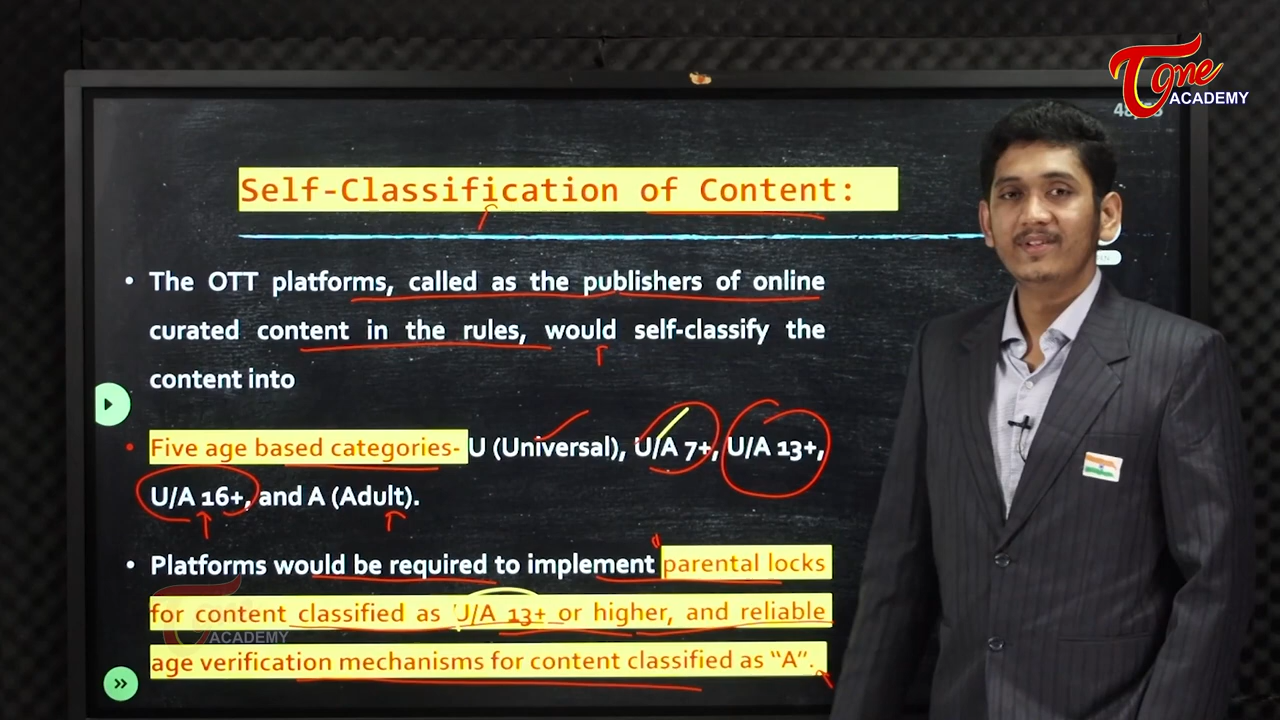 Tone
ACADEMY
Self-Classification of Content:
• The OTT platforms, called as the publishers of online
curated content in the rules, would self-classify the
content into
• Five age based categories- U (Universal), U/A 7+, U/A 13+,
U/A 16+, and A (Adult).
• Platforms would be required to implement parental locks
for content classified as U/A 13+ or higher, and reliable
age verification mechanisms for content classified as “A”.
ACADEMY